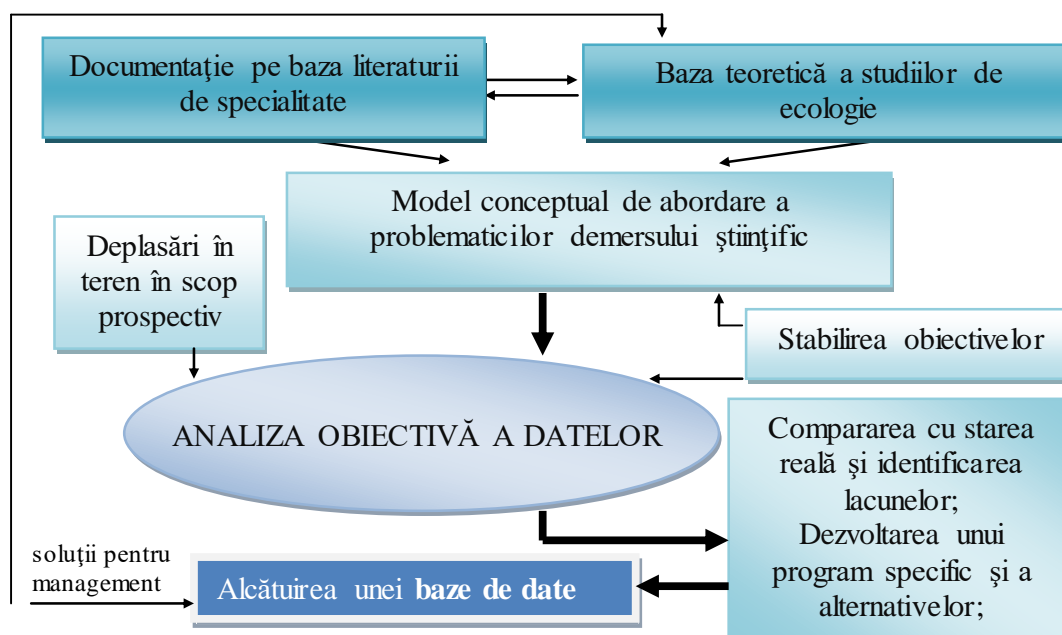 Documentaţie pe baza literaturii
de specialitate
Baza teoretică a studiilor de
ecologie
Model conceptual de abordare a
problematicilor demersului ştiinţific
Deplasări în
teren în scop
prospectiv
Stabilirea obiectivelor
ANALIZA OBIECTIVĂ A DATELOR
Compararea cu starea
reală şi identificarea
lacunelor;
Dezvoltarea unui
program specific şi a
alternativelor;
soluţii pentru
management
Alcătuirea unei baze de date